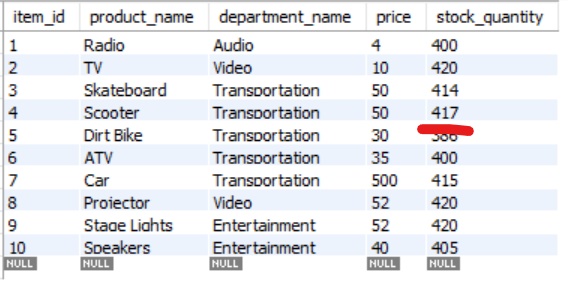 item_id product_name department_name price stock_quantity
1 Radio Audio 4 400
2 TV Video 10 420
3 Skateboard Transportation 50 414
4 Scooter Transportation 50 417
5 Dirt Bike Transportation 30 386
6 ATV Transportation 35 400
7 Car Transportation 500 415
8 Projector Video 52 420
9 Stage Lights Entertainment 52 420
10 Speakers Entertainment 40 405
NULL NULL NULL NULL NULL